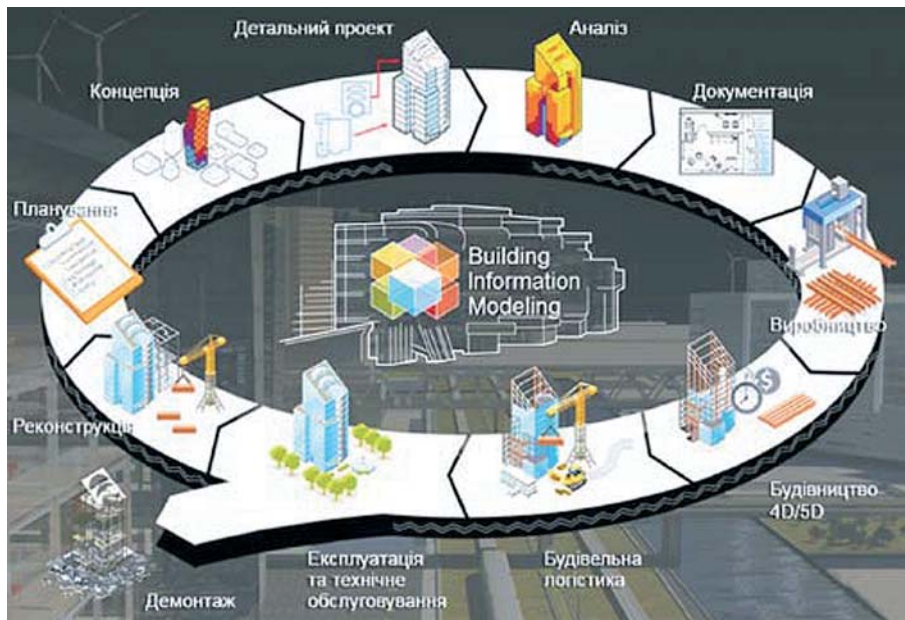 Детальний проект
Аналіз
Концепція
Документація
Планування
Building
Information
Modeling
Виробництво
Реконструкція
Будівництво
4D/5D
Експлуатація
та технічне
обслуговування
Будівельна
логістика
Демонтаж